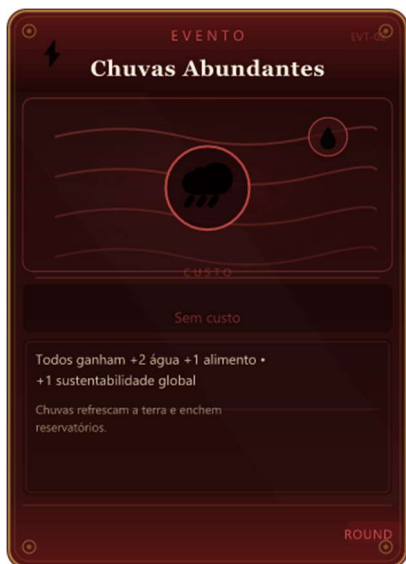 EVENTO
Chuvas Abundantes
CUSTO
Sem custo
Todos ganham +2 água +1 alimento •
+1 sustentabilidade global
Chuvas refrescam a terra e enchem
reservatórios.
ROUND